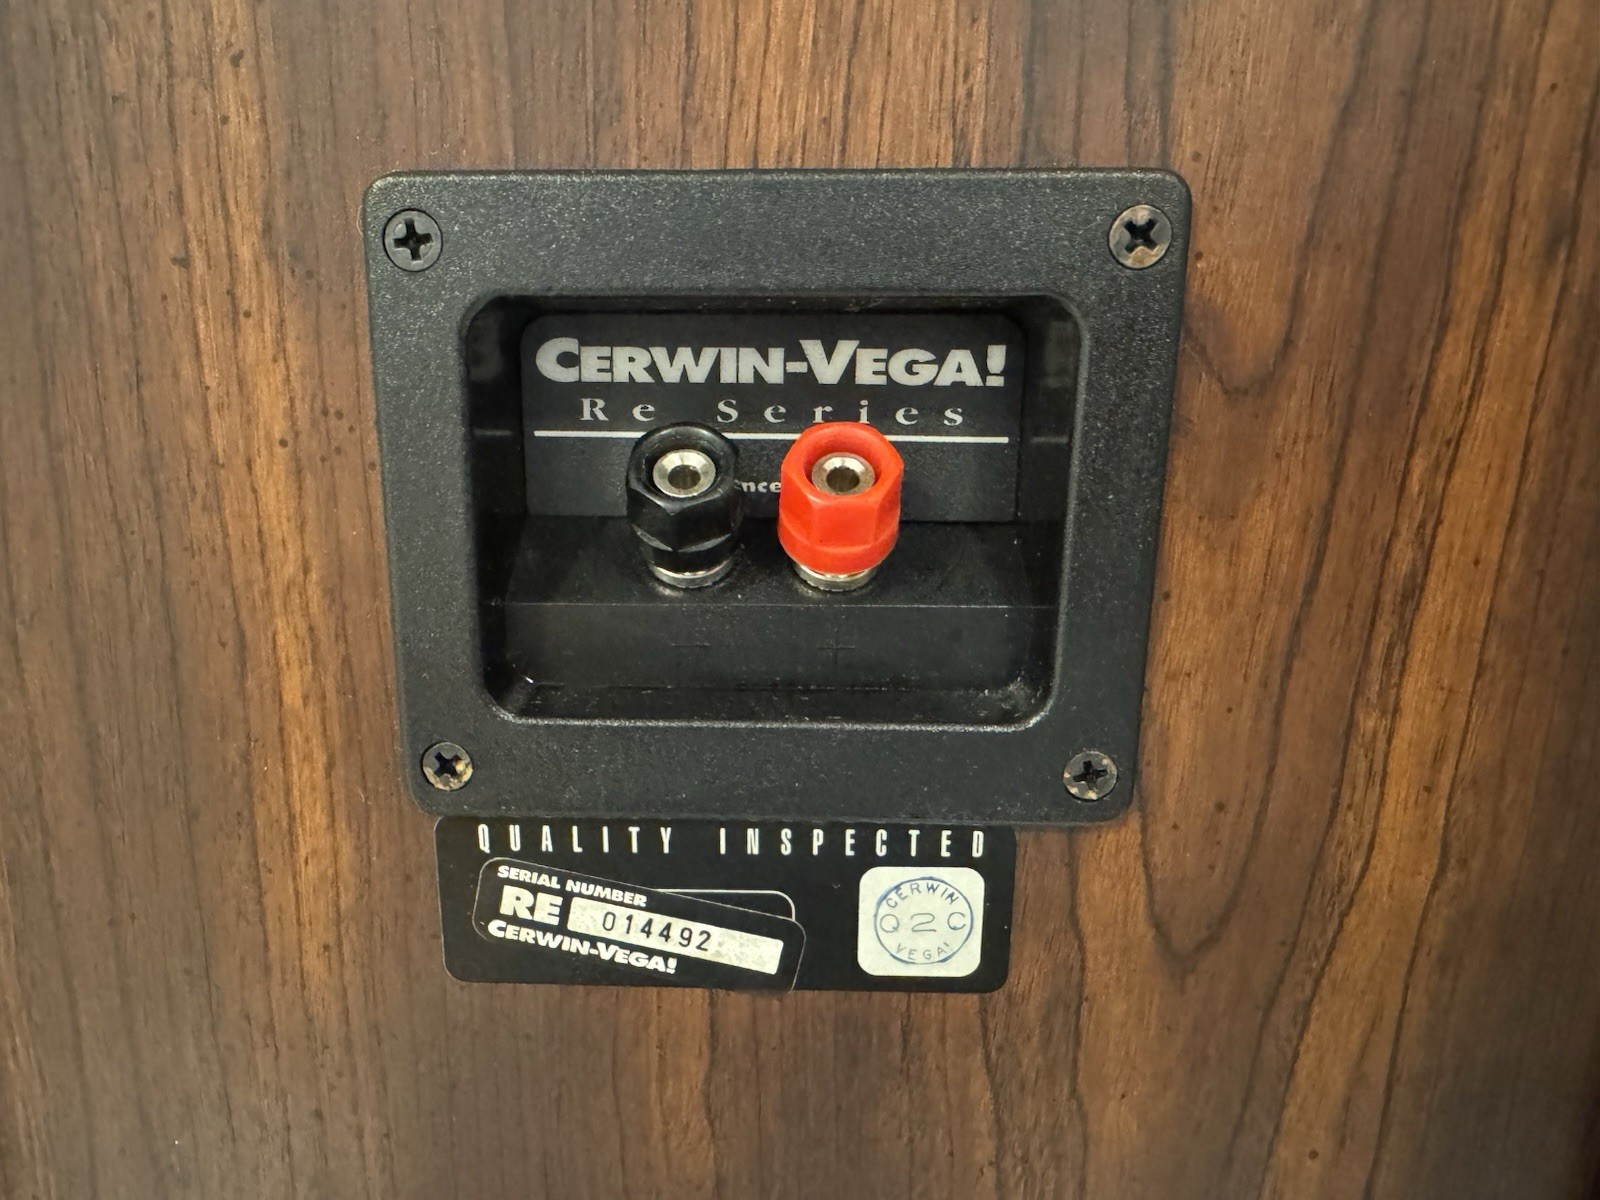 CERWIN-VEGA!
Re Series
− +
QUALITY INSPECTED
SERIAL NUMBER
RE 014492
CERWIN-VEGA!
CERWIN
Q2C
VEGA!